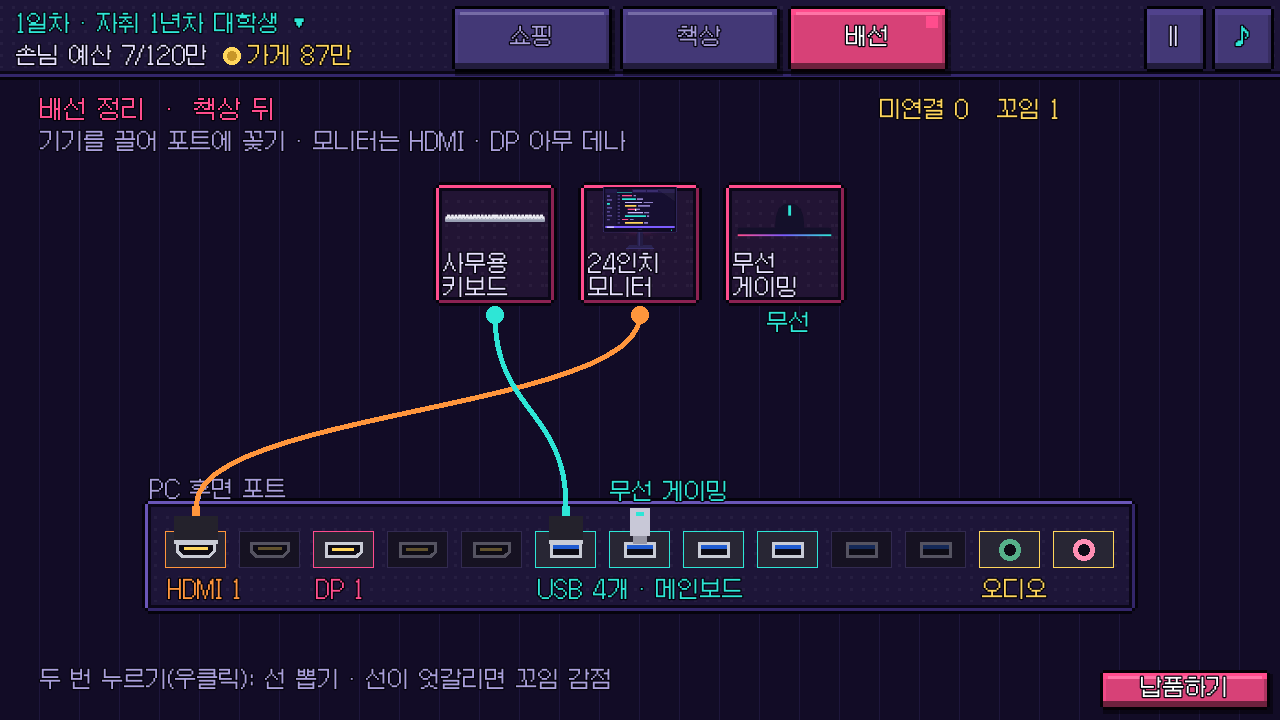 1일차 · 자취 1년차 대학생 ▼
손님 예산 7/120만 가게 87만
쇼핑
책상
배선
배선 정리 · 책상 뒤
미연결 0 꼬임 1
기기를 끌어 포트에 꽂기 · 모니터는 HDMI · DP 아무 데나
사무용
키보드
24인치
모니터
무선
게이밍
무선
PC 후면 포트
무선 게이밍
HDMI 1
DP 1
USB 4개 · 메인보드
오디오
두 번 누르기(우클릭): 선 뽑기 · 선이 엇갈리면 꼬임 감점
납품하기